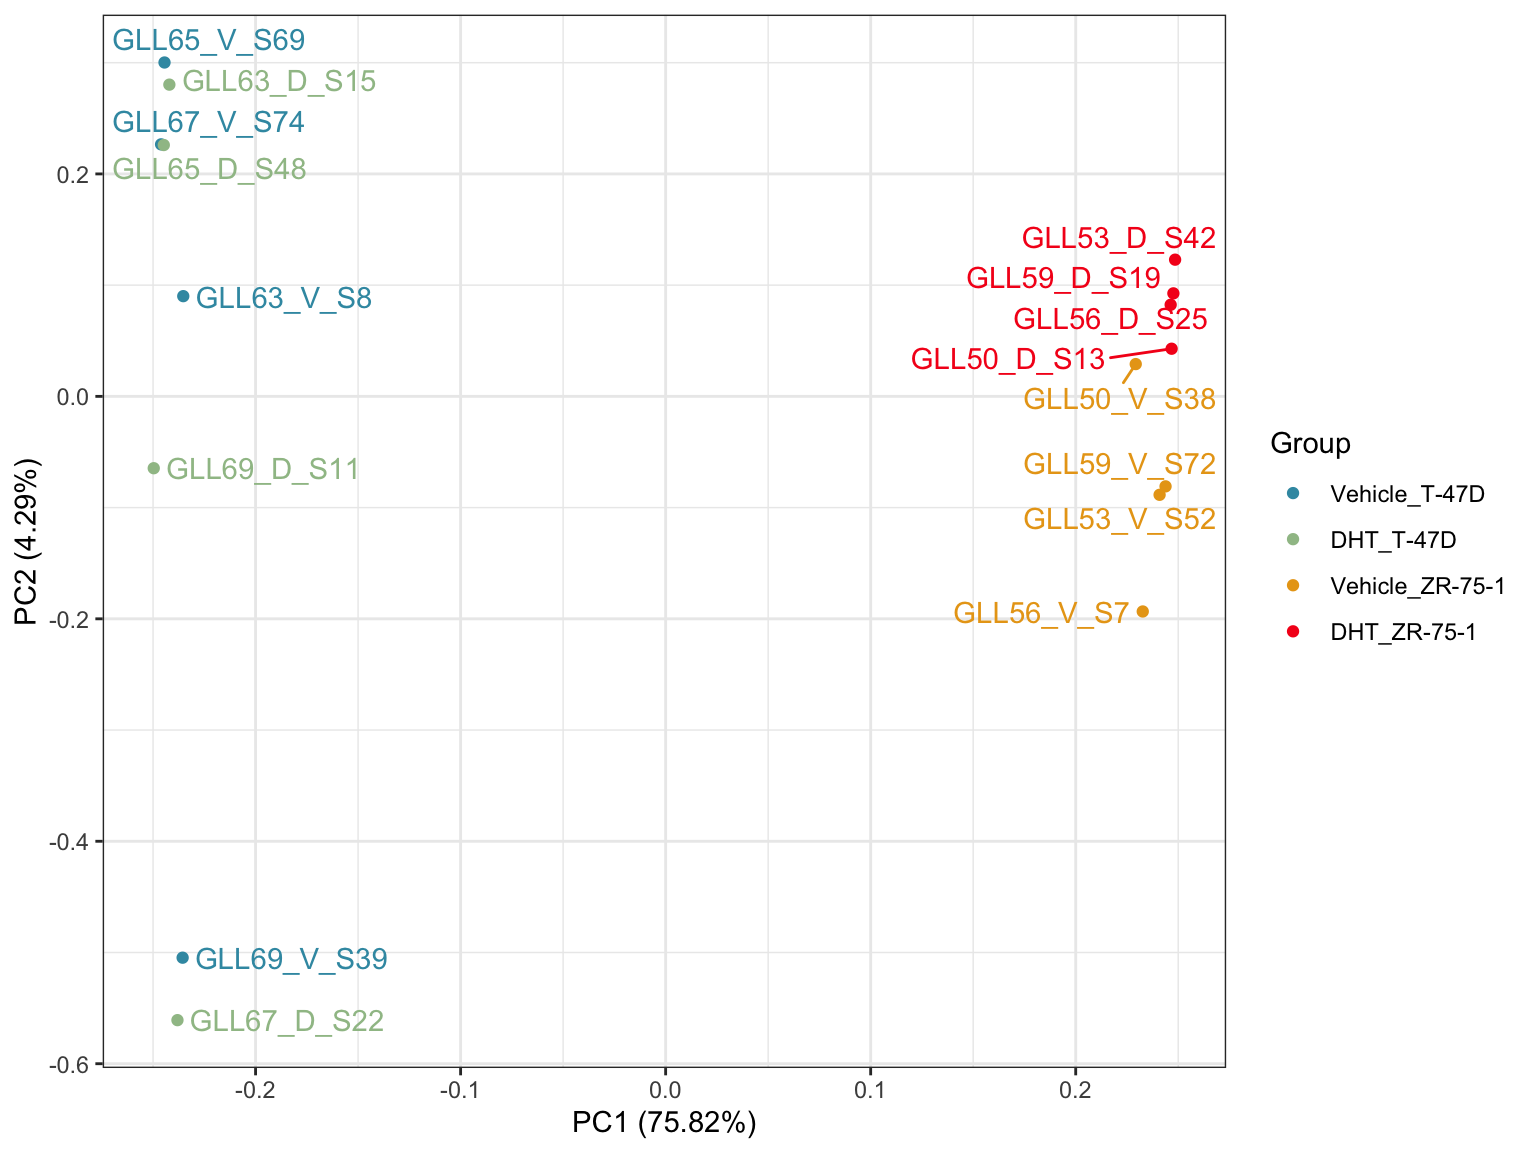 GLL65_V_S69
GLL63_D_S15
GLL67_V_S74
GLL65_D_S48
GLL53_D_S42
GLL59_D_S19
GLL63_V_S8
GLL56_D_S25
GLL50_D_S13
GLL50_V_S38
GLL59_V_S72
GLL69_D_S11
GLL53_V_S52
GLL56_V_S7
GLL69_V_S39
GLL67_D_S22
0.2
0.0
-0.2
-0.4
-0.6
PC2 (4.29%)
-0.2
-0.1
0.0
0.1
0.2
PC1 (75.82%)
Group
Vehicle_T-47D
DHT_T-47D
Vehicle_ZR-75-1
DHT_ZR-75-1